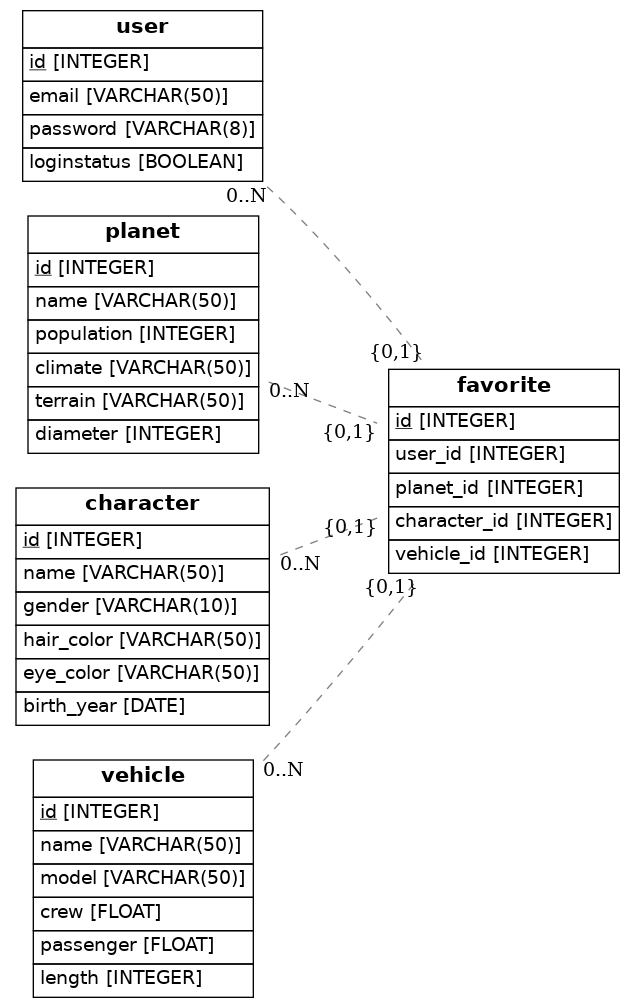 user
id [INTEGER]
email [VARCHAR(50)]
password [VARCHAR(8)]
loginstatus [BOOLEAN]
0..N
planet
id [INTEGER]
name [VARCHAR(50)]
population [INTEGER]
climate [VARCHAR(50)]
terrain [VARCHAR(50)]
diameter [INTEGER]
0..N
character
id [INTEGER]
name [VARCHAR(50)]
gender [VARCHAR(10)]
hair_color [VARCHAR(50)]
eye_color [VARCHAR(50)]
birth_year [DATE]
0..N
vehicle
id [INTEGER]
name [VARCHAR(50)]
model [VARCHAR(50)]
crew [FLOAT]
passenger [FLOAT]
length [INTEGER]
0..N
{0,1}
favorite
id [INTEGER]
user_id [INTEGER]
planet_id [INTEGER]
character_id [INTEGER]
vehicle_id [INTEGER]
{0,1}
{0,1}
{0,1}